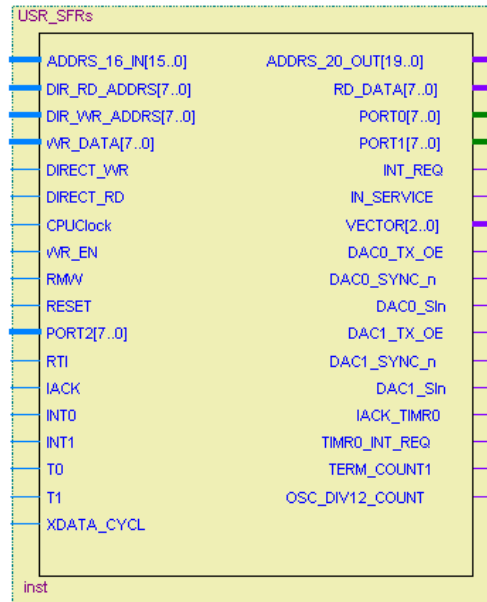 USR_SFRs
ADDRS_16_IN[15..0] ADDRS_20_OUT[19..0]
DIR_RD_ADDRS[7..0] RD_DATA[7..0]
DIR_WR_ADDRS[7..0] PORT0[7..0]
WR_DATA[7..0] PORT1[7..0]
DIRECT_WR INT_REQ
DIRECT_RD IN_SERVICE
CPUClock VECTOR[2..0]
WR_EN DAC0_TX_OE
RMW DAC0_SYNC_n
RESET DAC0_SIn
PORT2[7..0] DAC1_TX_OE
RTI DAC1_SYNC_n
IACK DAC1_SIn
INT0 IACK_TIMR0
INT1 TIMR0_INT_REQ
T0 TERM_COUNT1
T1 OSC_DIV12_COUNT
XDATA_CYCL
inst